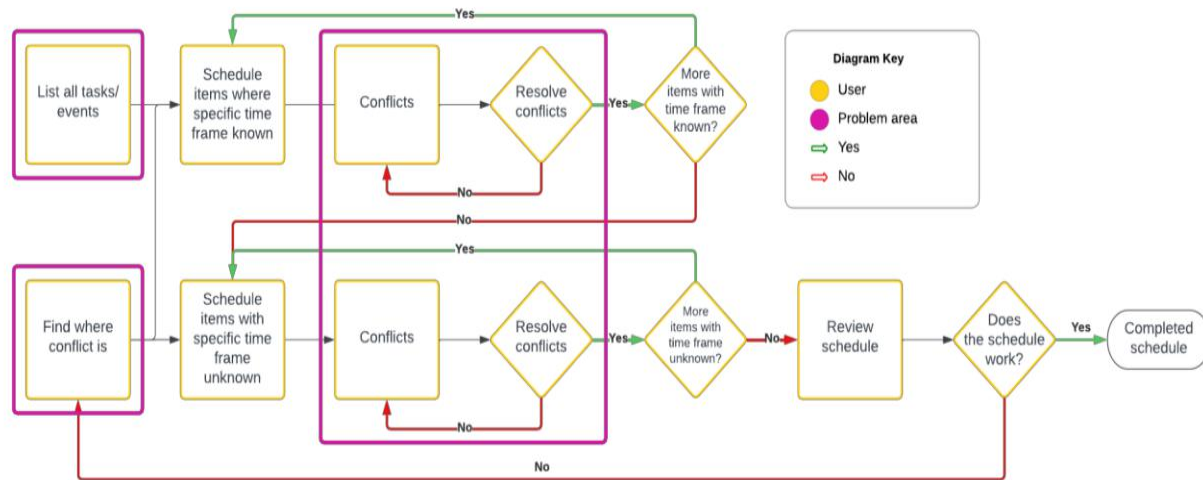 Yes
List all tasks/
events
Schedule
items where
specific time
frame known
Conflicts
Resolve
conflicts
Yes
More
items with
time frame
known?
No
No
Diagram Key
User
Problem area
Yes
No
Yes
Find where
conflict is
Schedule
items with
specific time
frame
unknown
Conflicts
Resolve
conflicts
Yes
More
items with
time frame
unknown?
No
Review
schedule
Does
the schedule
work?
Yes
Completed
schedule
No
No